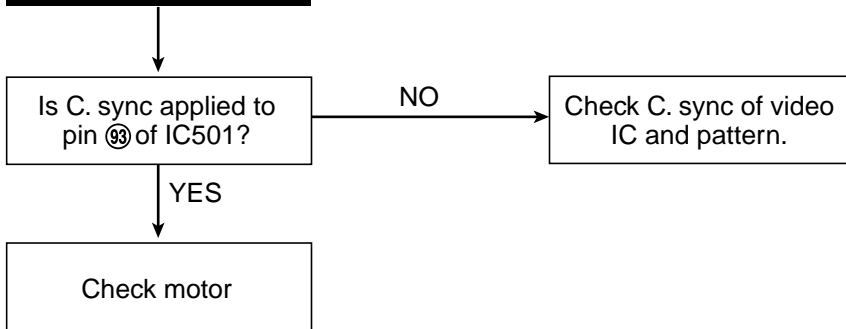 Is C. sync applied to
pin 93 of IC501?
NO
Check C. sync of video
IC and pattern.
YES
Check motor